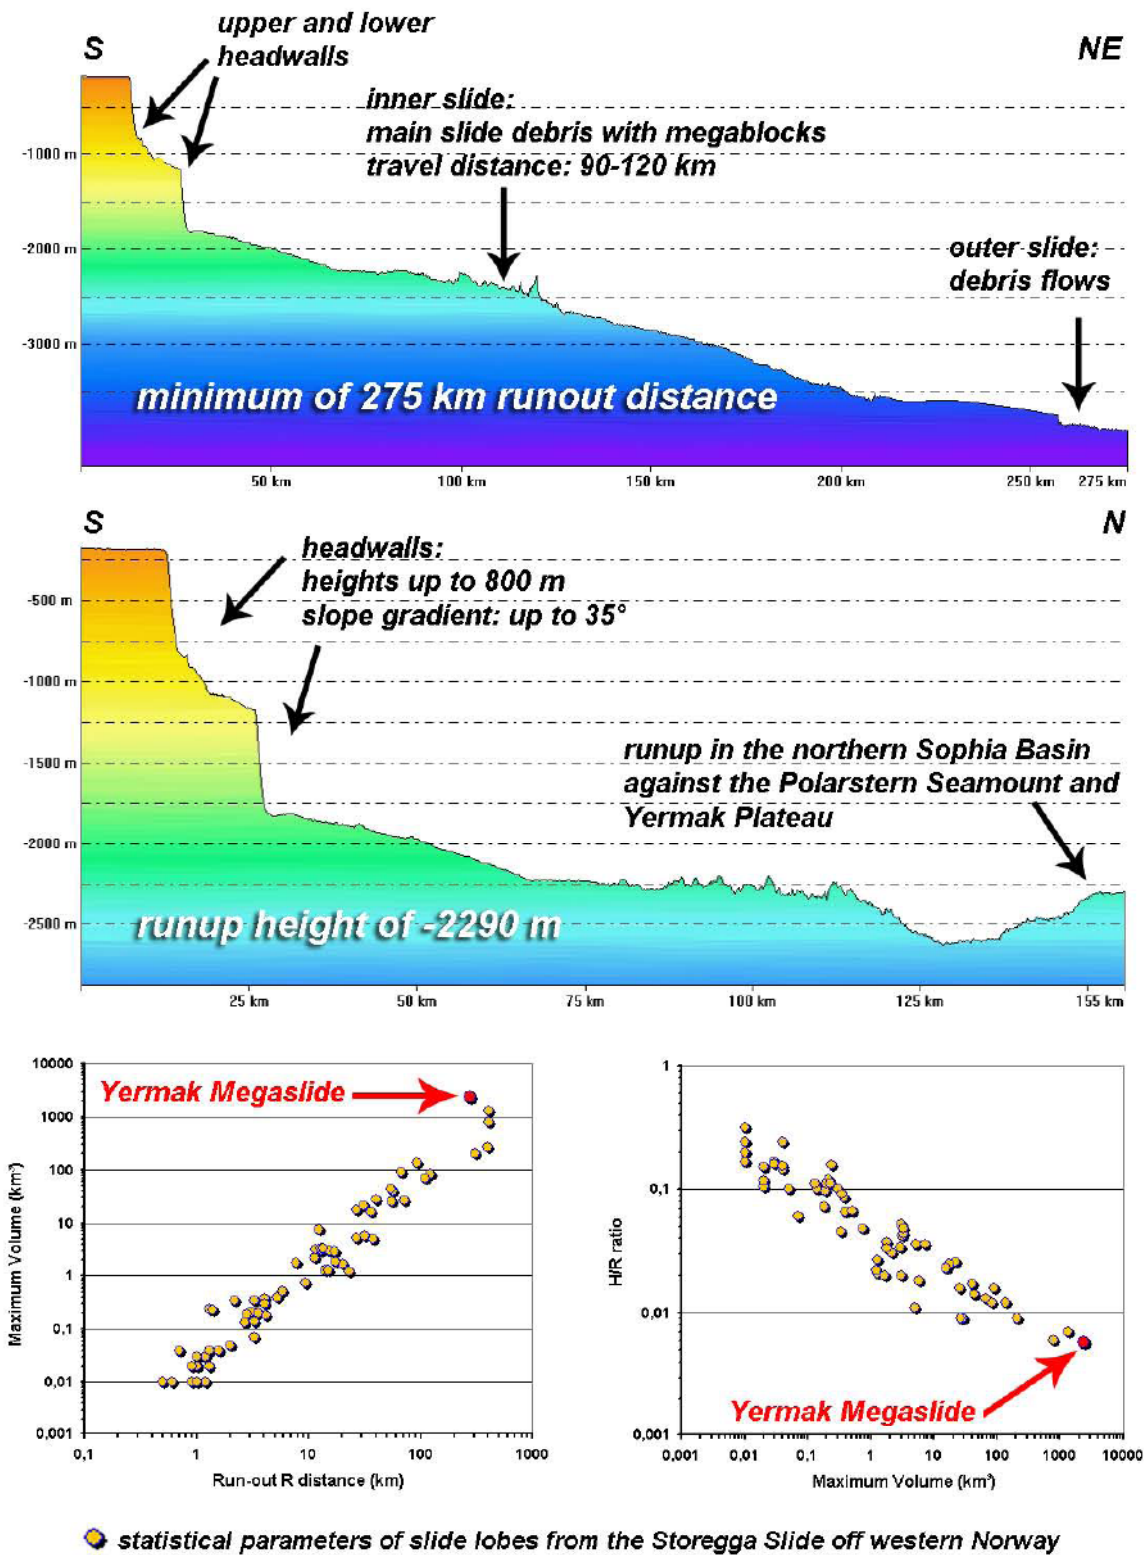 upper and lower
headwalls
S
NE
inner slide:
main slide debris with megablocks
travel distance: 90-120 km
outer slide:
debris flows
-1000 m
-2000 m
-3000 m
minimum of 275 km runout distance
50 km
100 km
150 km
200 km
250 km
275 km
S
N
headwalls:
heights up to 800 m
slope gradient: up to 35°
runup in the northern Sophia Basin
against the Polarstern Seamount and
Yermak Plateau
-500 m
-1000 m
-1500 m
-2000 m
-2500 m
runup height of -2290 m
25 km
50 km
75 km
100 km
125 km
155 km
10000
1000
100
10
1
0,1
0,01
0,001
Maximum Volume (km³)
Yermak Megaslide
0,1
1
10
100
1000
Run-out R distance (km)
1
0,1
0,01
0,001
H/R ratio
Yermak Megaslide
0,001
0,01
0,1
1
10
100
1000
10000
Maximum Volume (km³)
statistical parameters of slide lobes from the Storegga Slide off western Norway